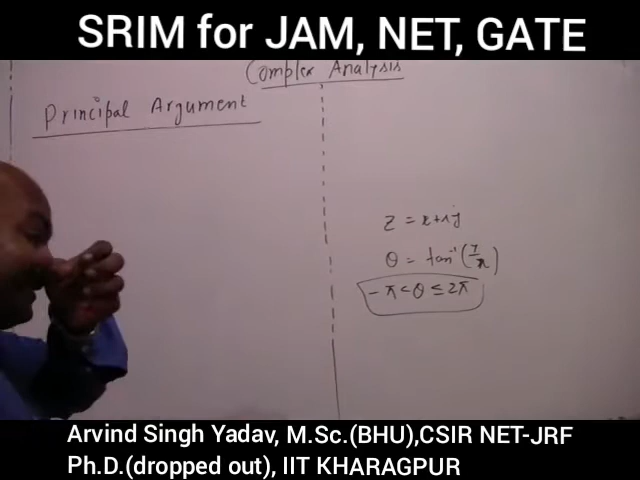 SRIM for JAM, NET, GATE
Complex Analysis
Principal Argument
z = x+iy
θ = tan⁻¹(y/x)
-π < θ ≤ 2π
Arvind Singh Yadav, M.Sc.(BHU),CSIR NET-JRF
Ph.D.(dropped out), IIT KHARAGPUR